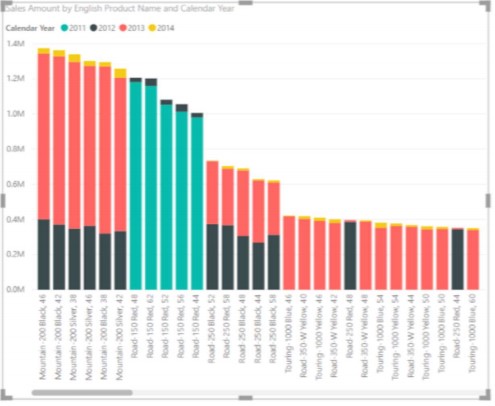 Sales Amount by English Product Name and Calendar Year
Calendar Year 2011 2012 2013 2014
1.4M
1.2M
1.0M
0.8M
0.6M
0.4M
0.2M
0.0M
Mountain-200 Black, 46
Mountain-200 Black, 42
Mountain-200 Silver, 38
Mountain-200 Silver, 46
Mountain-200 Black, 38
Mountain-200 Silver, 42
Road-150 Red, 48
Road-150 Red, 62
Road-150 Red, 52
Road-150 Red, 56
Road-150 Red, 44
Road-250 Black, 52
Road-250 Red, 58
Road-250 Black, 48
Road-250 Black, 44
Road-250 Black, 58
Touring-1000 Blue, 46
Road-350-W Yellow, 40
Touring-1000 Yellow, 46
Road-350-W Yellow, 42
Road-250 Red, 48
Road-350-W Yellow, 48
Touring-1000 Blue, 54
Touring-1000 Yellow, 54
Road-350-W Yellow, 44
Touring-1000 Yellow, 50
Touring-1000 Blue, 50
Road-250 Red, 44
Touring-1000 Blue, 60